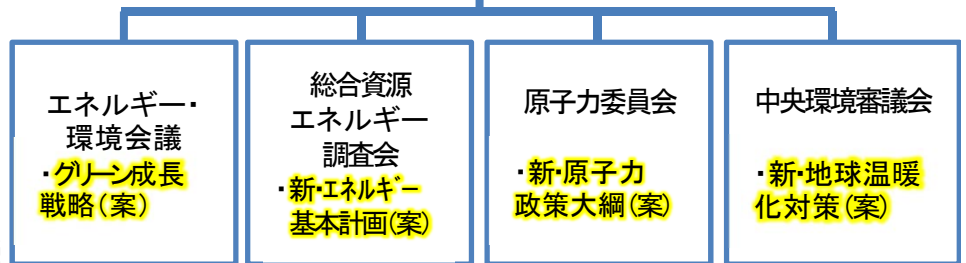 エネルギー・
環境会議
・グリーン成長
戦略(案)
総合資源
エネルギー
調査会
・新・エネルギー
基本計画(案)
原子力委員会
・新・原子力
政策大綱(案)
中央環境審議会
・新・地球温暖
化対策(案)